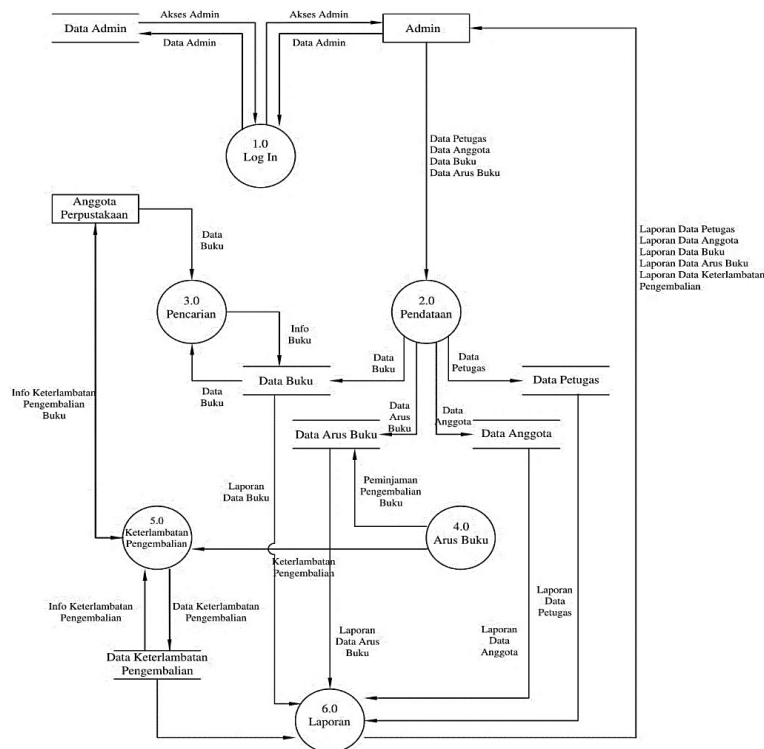 Akses Admin
Data Admin
Data Admin
Akses Admin
Data Admin
Admin
1.0
Log In
Data Petugas
Data Anggota
Data Buku
Data Arus Buku
Anggota
Perpustakaan
Data
Buku
Laporan Data Petugas
Laporan Data Anggota
Laporan Data Buku
Laporan Data Arus Buku
Laporan Data Keterlambatan
Pengembalian
3.0
Pencarian
2.0
Pendataan
Info
Buku
Data
Buku
Data
Petugas
Data Buku
Data Petugas
Data
Buku
Info Keterlambatan
Pengembalian
Buku
Data
Arus
Buku
Data
Anggota
Data Arus Buku
Data Anggota
Laporan
Data Buku
Peminjaman
Pengembalian
Buku
5.0
Keterlambatan
Pengembalian
4.0
Arus Buku
Keterlambatan
Pengembalian
Info Keterlambatan
Pengembalian
Data Keterlambatan
Pengembalian
Laporan
Data
Petugas
Laporan
Data Arus
Buku
Laporan
Data
Anggota
Data Keterlambatan
Pengembalian
6.0
Laporan